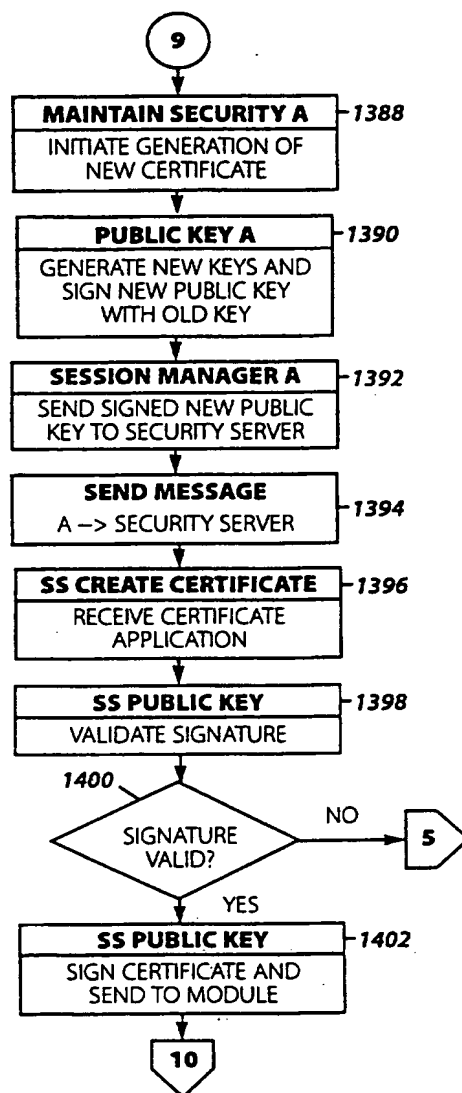 9
MAINTAIN SECURITY A
1388
INITIATE GENERATION OF
NEW CERTIFICATE
PUBLIC KEY A
1390
GENERATE NEW KEYS AND
SIGN NEW PUBLIC KEY
WITH OLD KEY
SESSION MANAGER A
1392
SEND SIGNED NEW PUBLIC
KEY TO SECURITY SERVER
SEND MESSAGE
A –> SECURITY SERVER
1394
SS CREATE CERTIFICATE
1396
RECEIVE CERTIFICATE
APPLICATION
SS PUBLIC KEY
1398
VALIDATE SIGNATURE
1400
SIGNATURE
VALID?
NO
5
YES
SS PUBLIC KEY
1402
SIGN CERTIFICATE AND
SEND TO MODULE
10